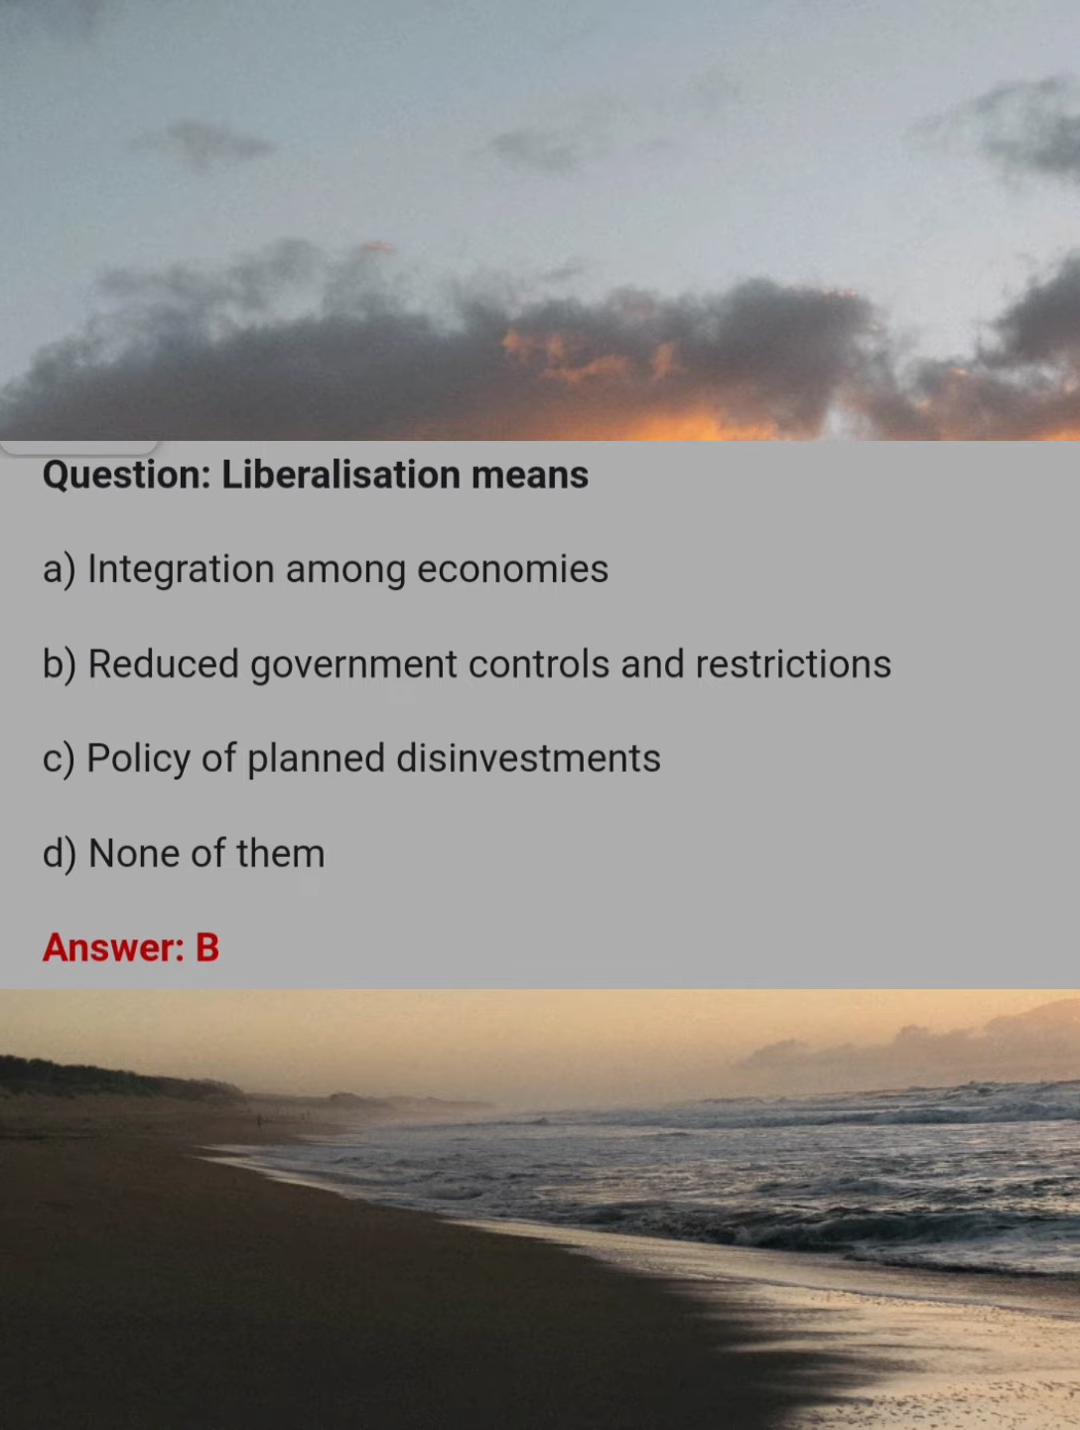 Question: Liberalisation means
a) Integration among economies
b) Reduced government controls and restrictions
c) Policy of planned disinvestments
d) None of them
Answer: B